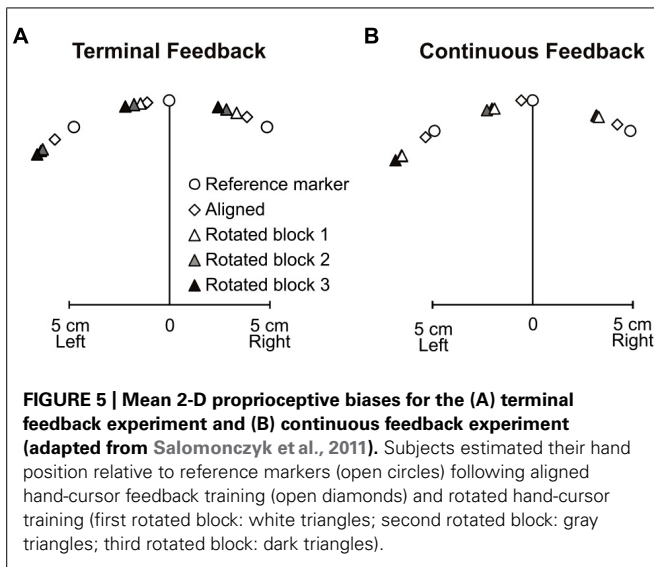 A
Terminal Feedback
B
Continuous Feedback
Reference marker
Aligned
Rotated block 1
Rotated block 2
Rotated block 3
5 cm
Left
0
5 cm
Right
5 cm
Left
0
5 cm
Right
FIGURE 5 | Mean 2-D proprioceptive biases for the (A) terminal
feedback experiment and (B) continuous feedback experiment
(adapted from Salomonczyk et al., 2011). Subjects estimated their hand
position relative to reference markers (open circles) following aligned
hand-cursor feedback training (open diamonds) and rotated hand-cursor
training (first rotated block: white triangles; second rotated block: gray
triangles; third rotated block: dark triangles).